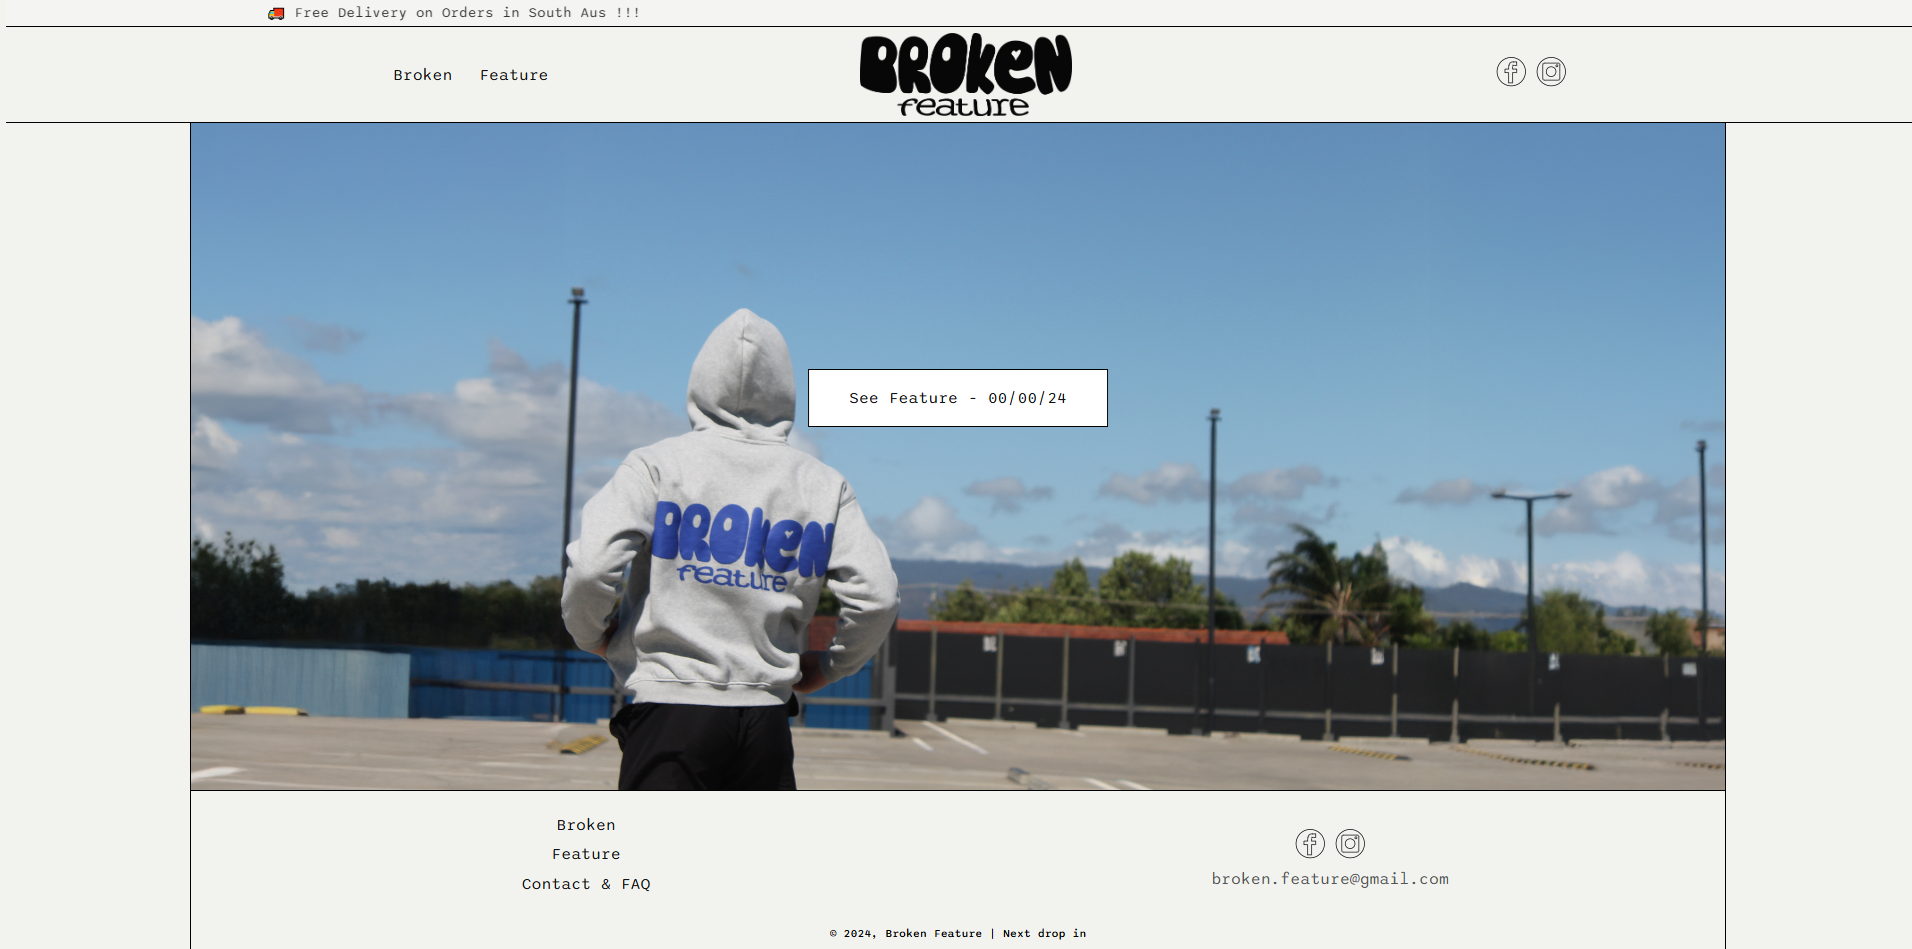 🚚 Free Delivery on Orders in South Aus !!!
Broken Feature
BROKEN
feature
See Feature - 00/00/24
BROKEN
feature
Broken
Feature
Contact & FAQ
broken.feature@gmail.com
© 2024, Broken Feature | Next drop in